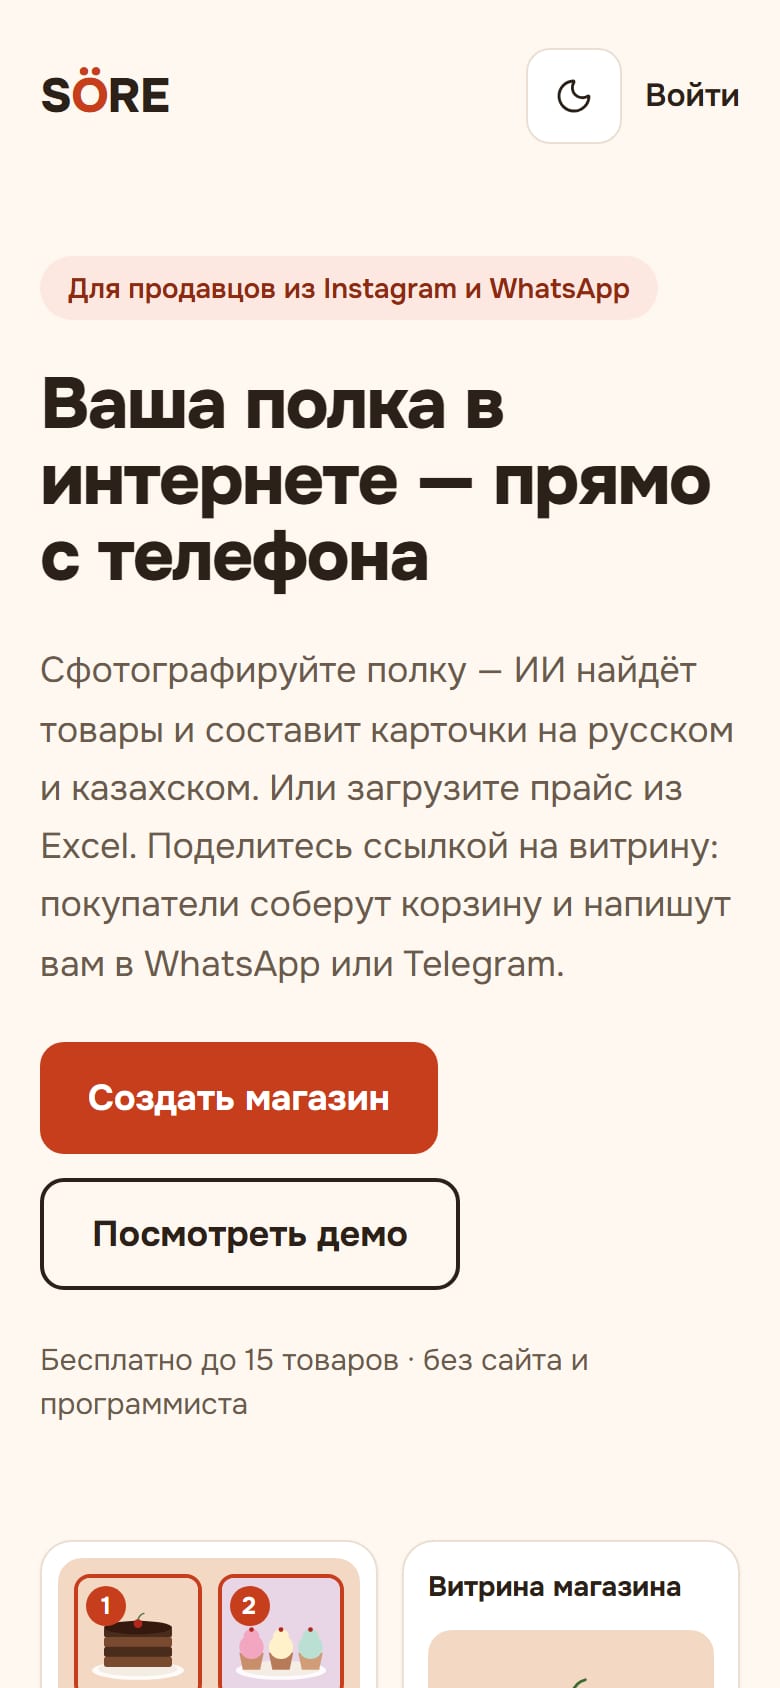 SÖRE
Войти
Для продавцов из Instagram и WhatsApp
Ваша полка в
интернете — прямо
с телефона
Сфотографируйте полку — ИИ найдёт
товары и составит карточки на русском
и казахском. Или загрузите прайс из
Excel. Поделитесь ссылкой на витрину:
покупатели соберут корзину и напишут
вам в WhatsApp или Telegram.
Создать магазин
Посмотреть демо
Бесплатно до 15 товаров · без сайта и
программиста
1
2
Витрина магазина